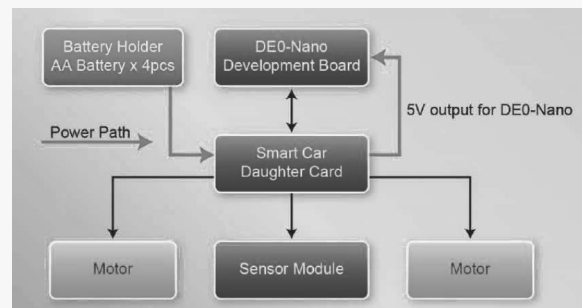 Battery Holder
AA Battery x 4pcs
DE0-Nano
Development Board
5V output for DE0-Nano
Power Path
Smart Car
Daughter Card
Motor
Sensor Module
Motor